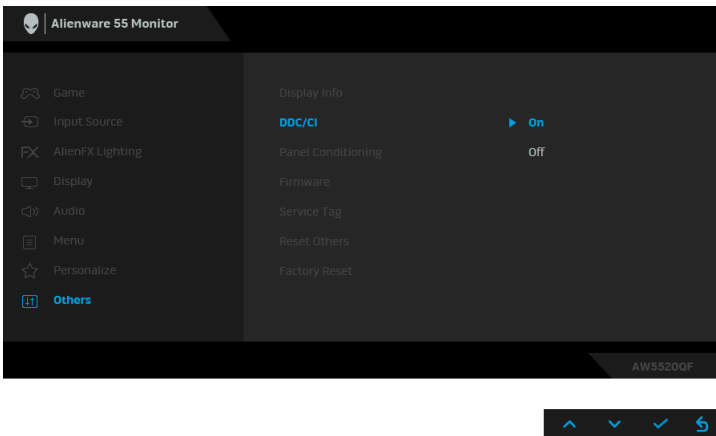 Alienware 55 Monitor
Game
Display Info
Input Source
DDC/CI
On
FX
AlienFX Lighting
Panel Conditioning
Off
Display
Firmware
Audio
Service Tag
Menu
Reset Others
Personalize
Factory Reset
Others
AW5520QF